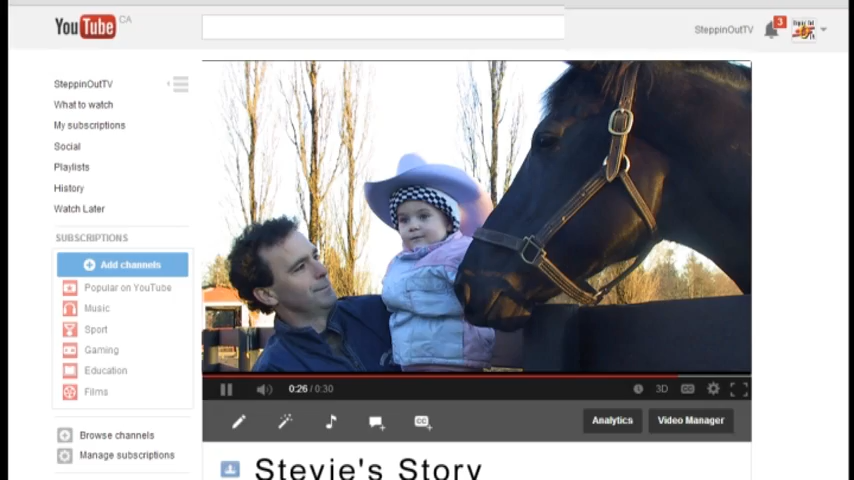 YouTube CA
SteppinOutTV
3
SteppinOutTV
What to watch
My subscriptions
Social
Playlists
History
Watch Later
SUBSCRIPTIONS
Add channels
Popular on YouTube
Music
Sport
Gaming
Education
Films
Browse channels
Manage subscriptions
0:26 / 0:30
3D
CC
CC
Analytics
Video Manager
Stevie's Story